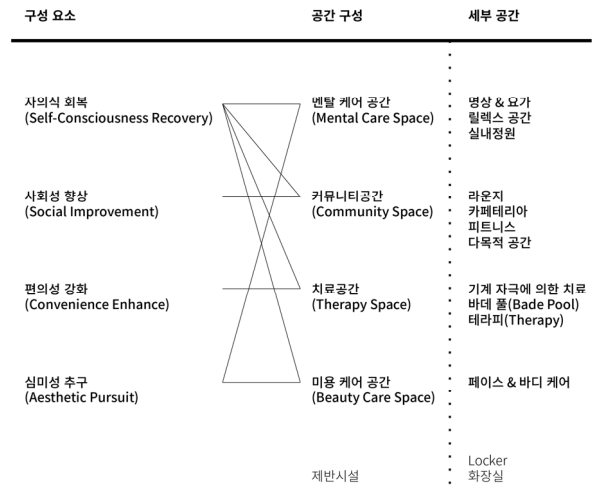 구성 요소
공간 구성
세부 공간
자의식 회복
(Self-Consciousness Recovery)
멘탈 케어 공간
(Mental Care Space)
명상 & 요가
릴렉스 공간
실내정원
사회성 향상
(Social Improvement)
커뮤니티공간
(Community Space)
라운지
카페테리아
피트니스
다목적 공간
편의성 강화
(Convenience Enhance)
치료공간
(Therapy Space)
기계 자극에 의한 치료
바데 풀(Bade Pool)
테라피(Therapy)
심미성 추구
(Aesthetic Pursuit)
미용 케어 공간
(Beauty Care Space)
페이스 & 바디 케어
제반시설
Locker
화장실